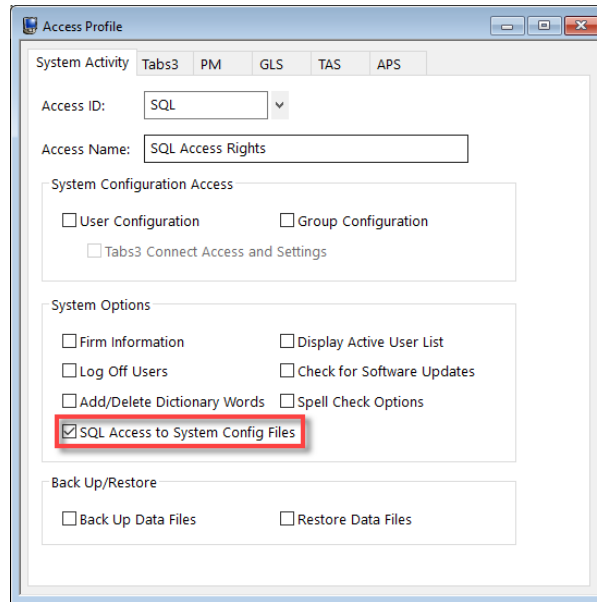 Access Profile
System Activity Tabs3 PM GLS TAS APS
Access ID: SQL
Access Name: SQL Access Rights
System Configuration Access
User Configuration Group Configuration
Tabs3 Connect Access and Settings
System Options
Firm Information Display Active User List
Log Off Users Check for Software Updates
Add/Delete Dictionary Words Spell Check Options
SQL Access to System Config Files
Back Up/Restore
Back Up Data Files Restore Data Files